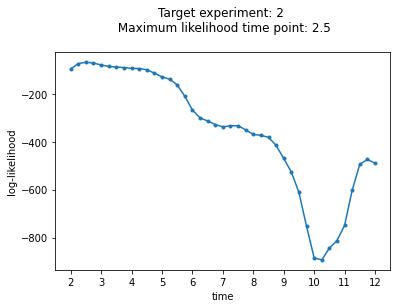 Target experiment: 2
Maximum likelihood time point: 2.5
−200
−400
−600
−800
log-likelihood
2 3 4 5 6 7 8 9 10 11 12
time